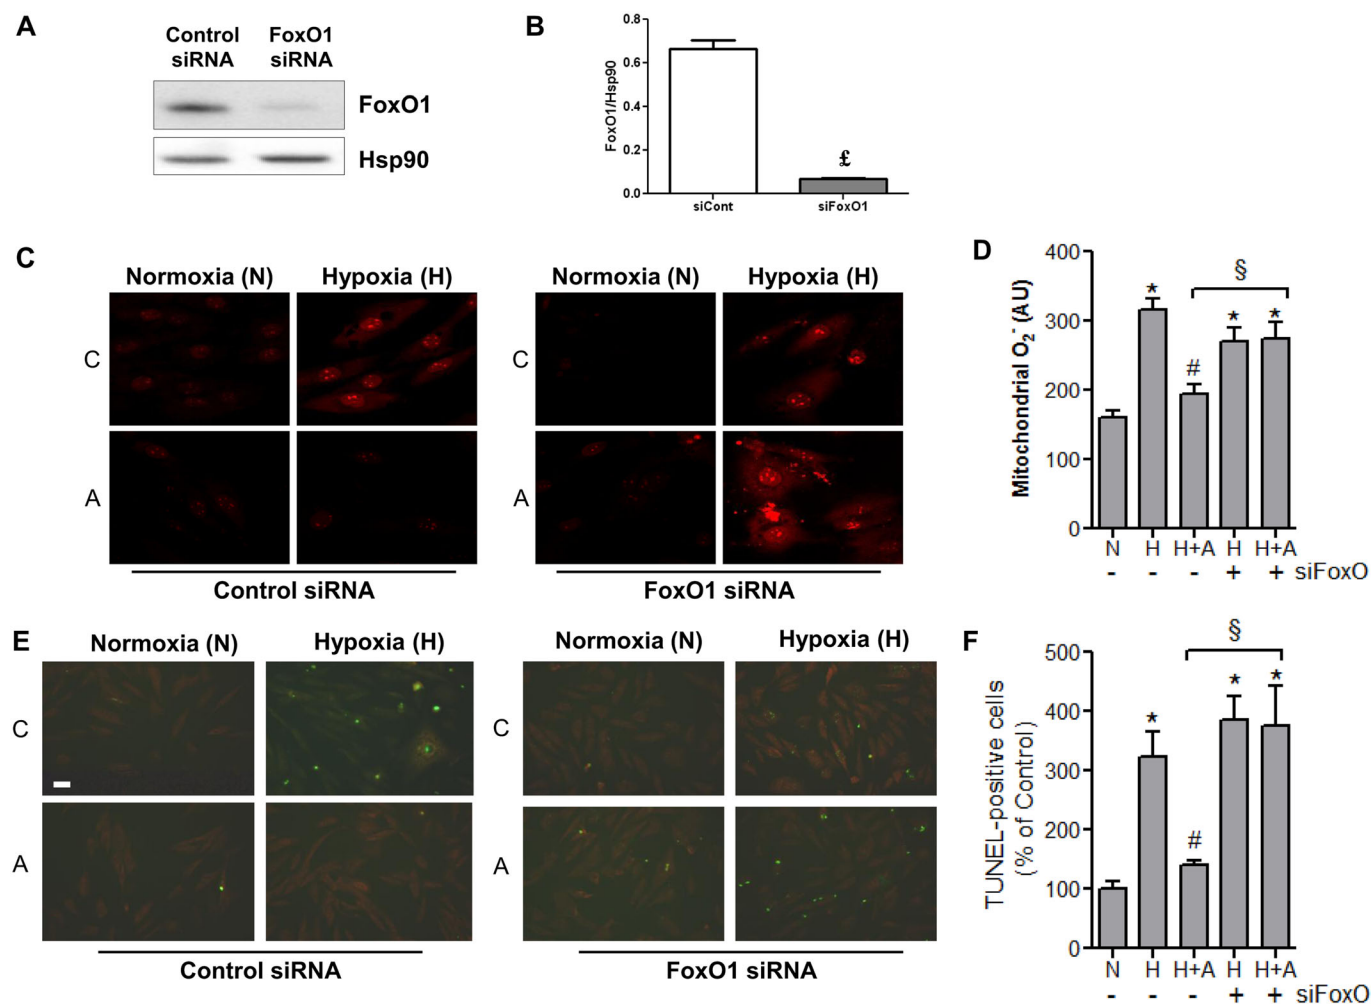 A
Control
siRNA
FoxO1
siRNA
FoxO1
Hsp90
B
FoxO1/Hsp90
0.8
0.6
0.4
0.2
0.0
£
siCont
siFoxO1
C
Normoxia (N)
Hypoxia (H)
Normoxia (N)
Hypoxia (H)
C
A
C
A
Control siRNA
FoxO1 siRNA
D
Mitochondrial O2- (AU)
400
300
200
100
0
*
#
*
*
§
N H H+A H H+A
- - - + + siFoxO
E
Normoxia (N)
Hypoxia (H)
Normoxia (N)
Hypoxia (H)
C
A
C
A
Control siRNA
FoxO1 siRNA
F
TUNEL-positive cells
(% of Control)
500
400
300
200
100
0
*
#
*
*
§
N H H+A H H+A
- - - + + siFoxO